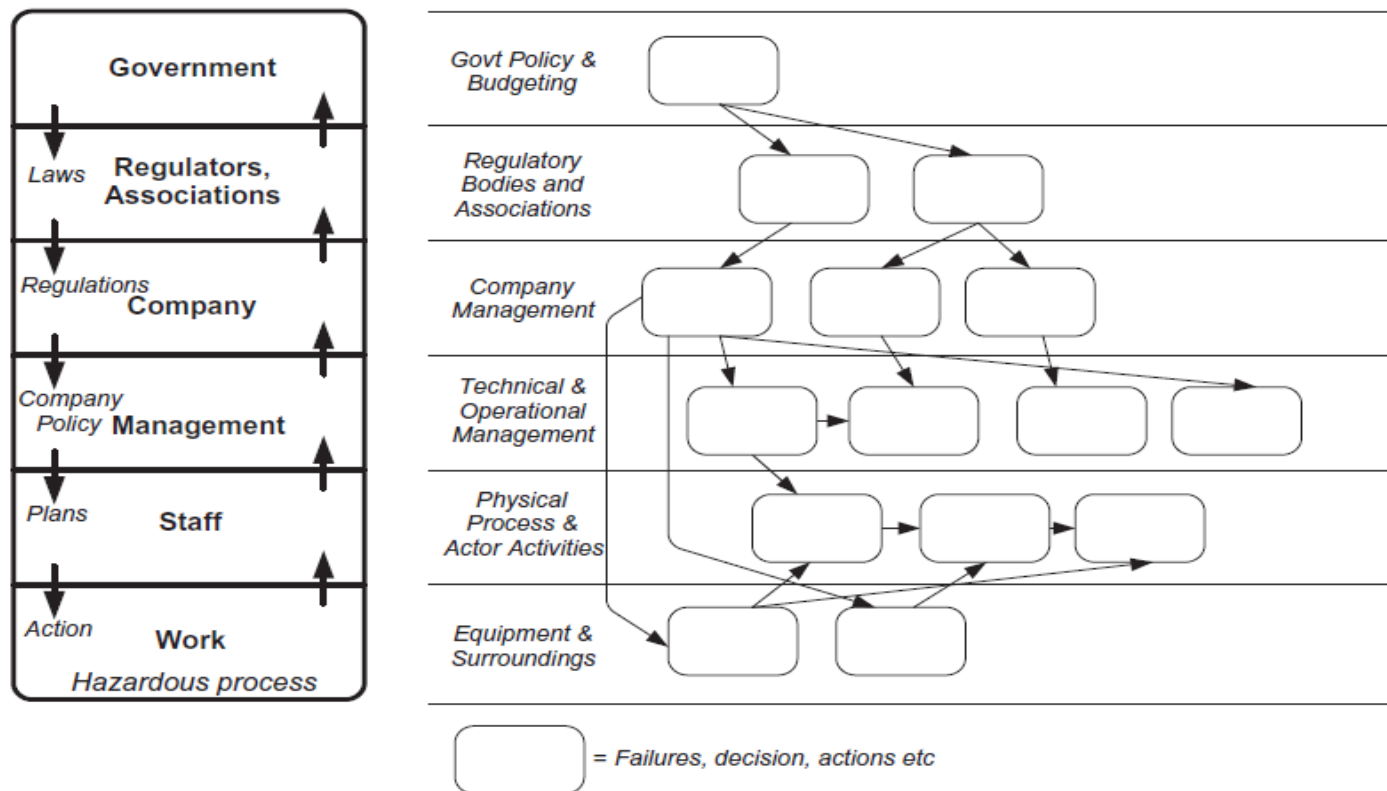 Government
Laws
Regulators,
Associations
Regulations
Company
Company
Policy
Management
Plans
Staff
Action
Work
Hazardous process
Govt Policy &
Budgeting
Regulatory
Bodies and
Associations
Company
Management
Technical &
Operational
Management
Physical
Process &
Actor Activities
Equipment &
Surroundings
= Failures, decision, actions etc